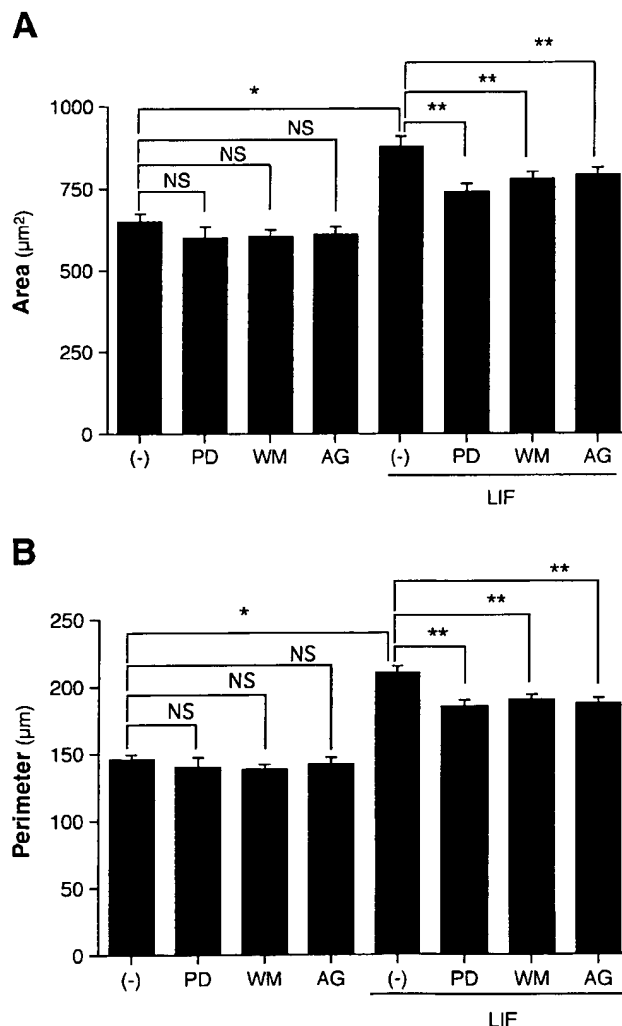 A
**
**
*
**
1000
NS
NS
750
NS
500
250
0
Area (µm²)
(-) PD WM AG (-) PD WM AG
LIF
B
**
**
*
**
250
NS
NS
200
NS
150
100
50
0
Perimeter (µm)
(-) PD WM AG (-) PD WM AG
LIF